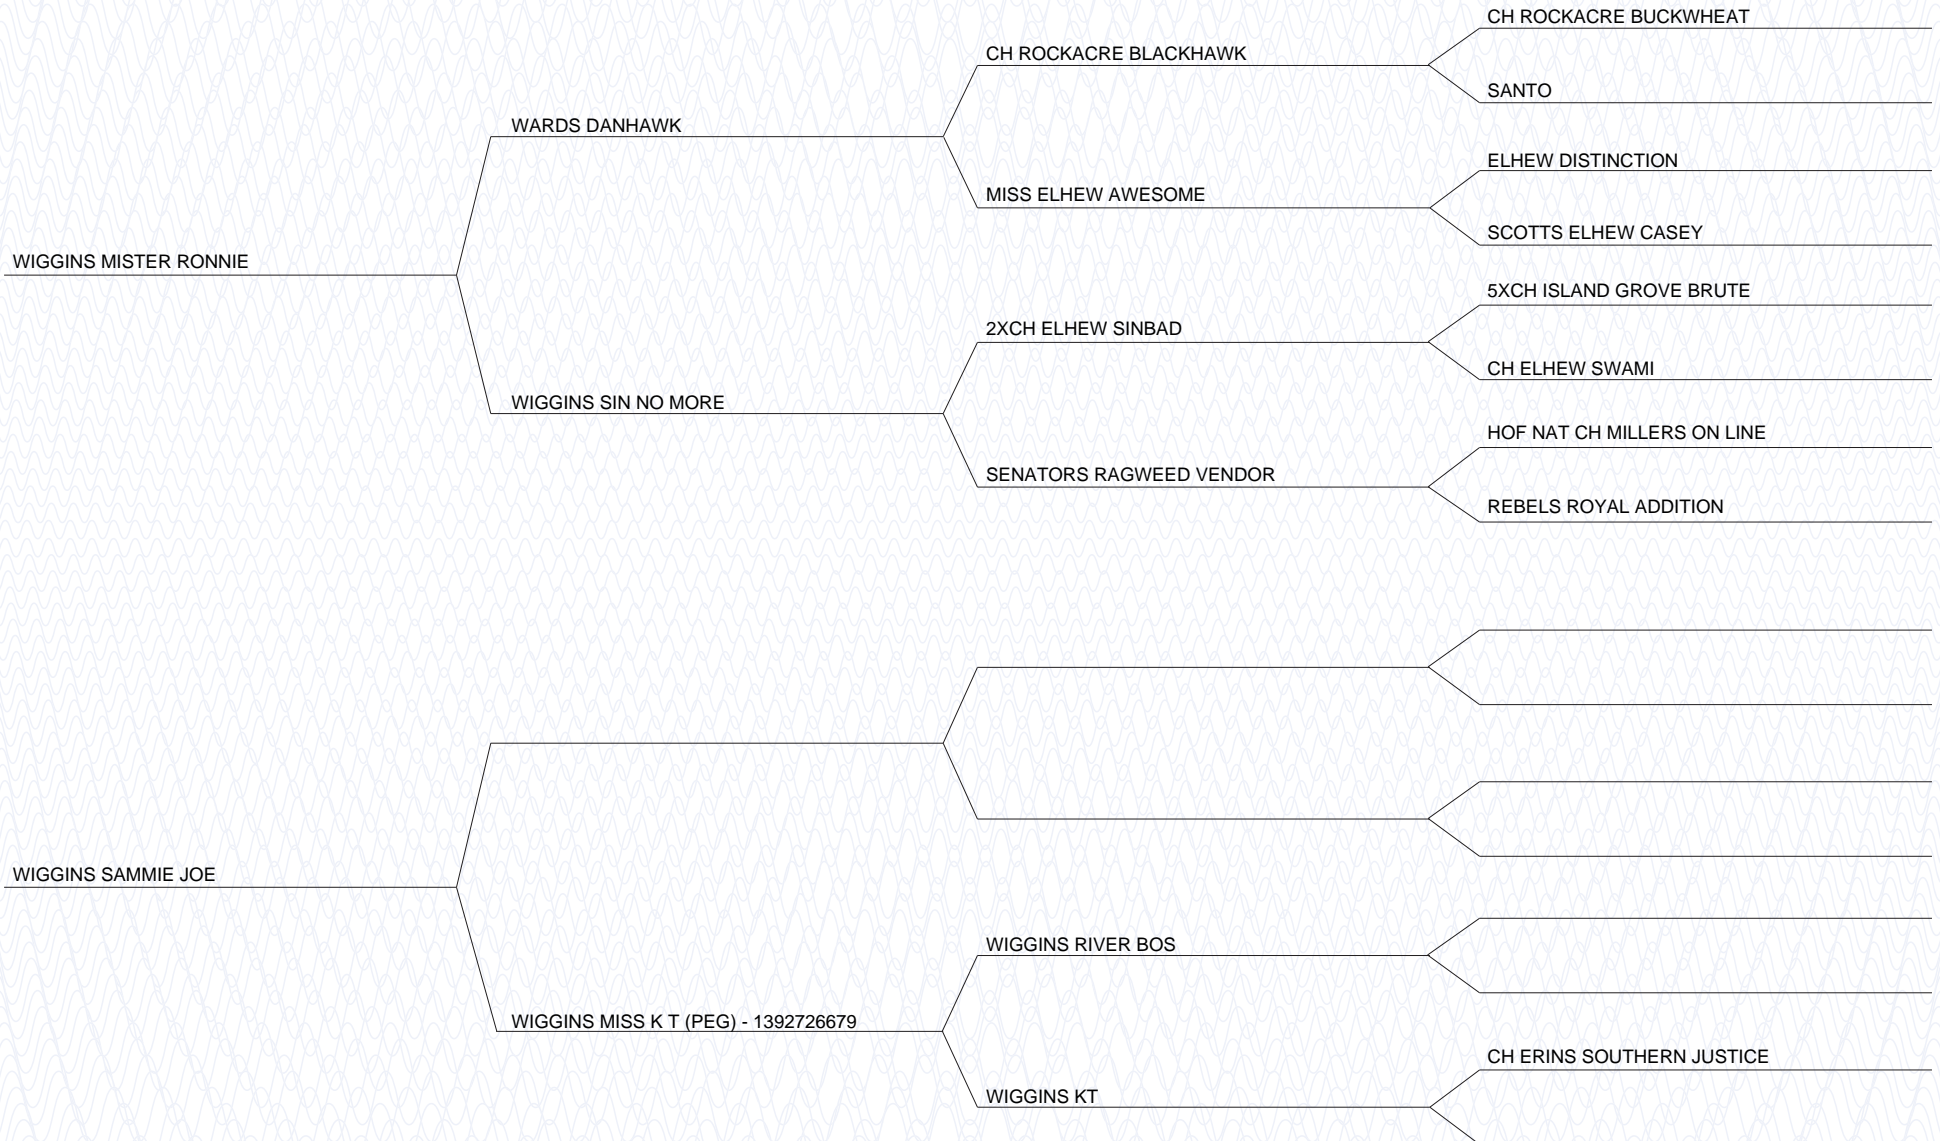 CH ROCKACRE BUCKWHEAT
CH ROCKACRE BLACKHAWK
SANTO
WARDS DANHAWK
ELHEW DISTINCTION
MISS ELHEW AWESOME
SCOTTS ELHEW CASEY
WIGGINS MISTER RONNIE
5XCH ISLAND GROVE BRUTE
2XCH ELHEW SINBAD
CH ELHEW SWAMI
WIGGINS SIN NO MORE
HOF NAT CH MILLERS ON LINE
SENATORS RAGWEED VENDOR
REBELS ROYAL ADDITION
WIGGINS SAMMIE JOE
WIGGINS RIVER BOS
WIGGINS MISS K T (PEG) - 1392726679
CH ERINS SOUTHERN JUSTICE
WIGGINS KT